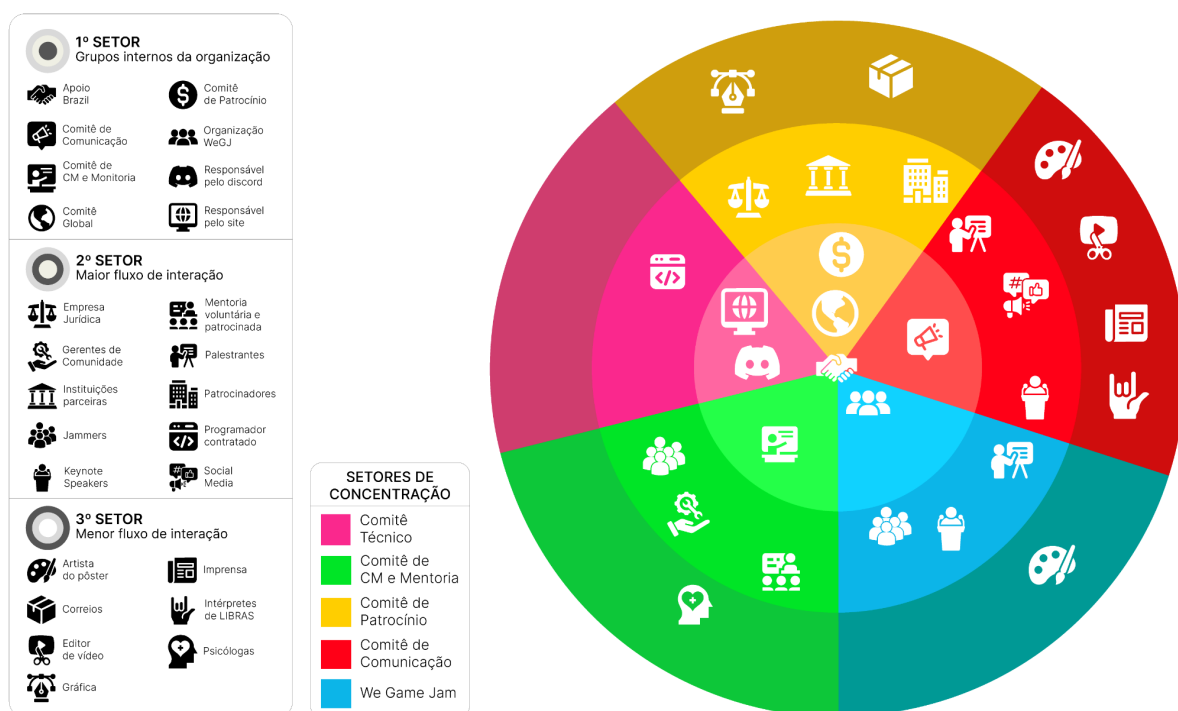 1º SETOR
Grupos internos da organização
Apoio
Brazil
Comitê
de Patrocínio
Comitê de
Comunicação
Organização
WeGJ
Comitê de
CM e Monitoria
Responsável
pelo discord
Comitê
Global
Responsável
pelo site
2º SETOR
Maior fluxo de interação
Empresa
Jurídica
Mentoria
voluntária e
patrocinada
Gerentes de
Comunidade
Palestrantes
Instituições
parceiras
Patrocinadores
Jammers
Programador
contratado
Keynote
Speakers
Social
Media
3º SETOR
Menor fluxo de interação
Artista
do pôster
Imprensa
Correios
Intérpretes
de LIBRAS
Editor
de vídeo
Psicólogas
Gráfica
SETORES DE
CONCENTRAÇÃO
Comitê
Técnico
Comitê de
CM e Mentoria
Comitê de
Patrocínio
Comitê de
Comunicação
We Game Jam